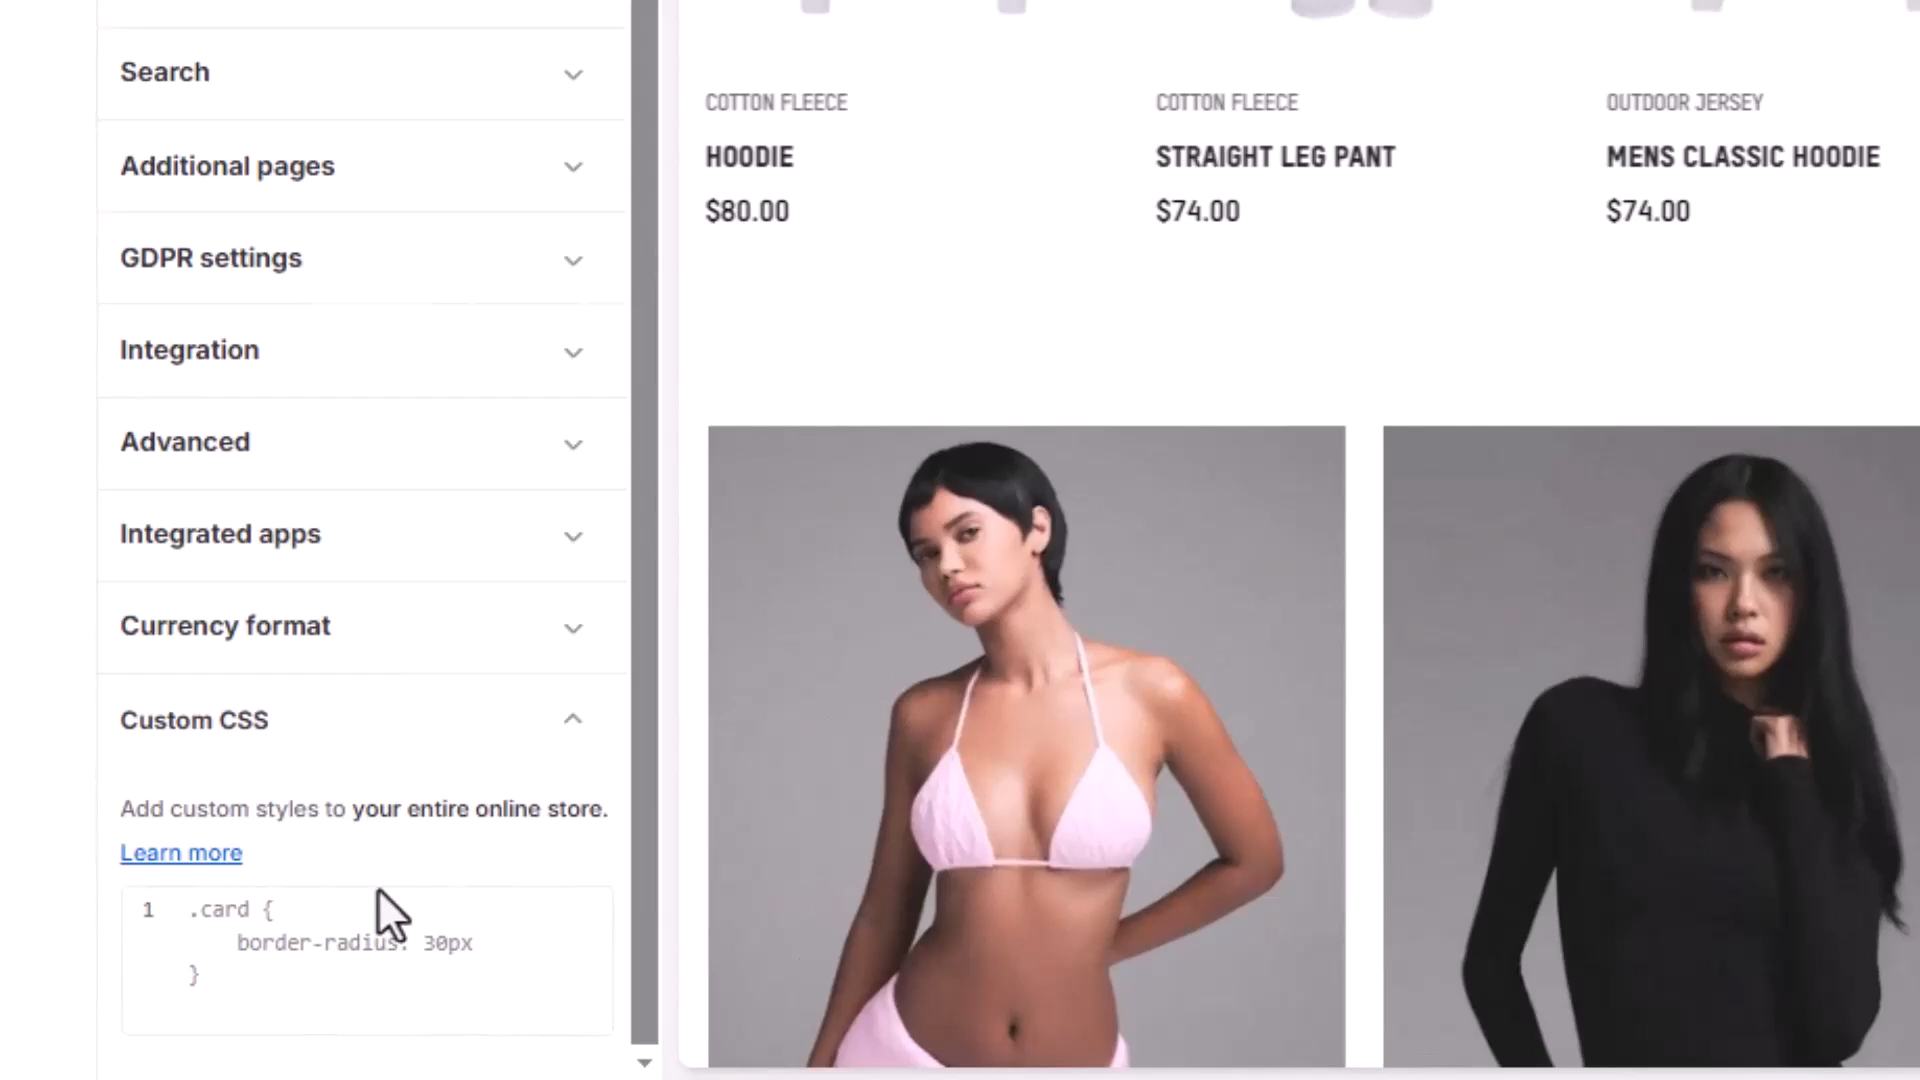 Search
Additional pages
GDPR settings
Integration
Advanced
Integrated apps
Currency format
Custom CSS
Add custom styles to your entire online store.
Learn more
1 .card {
border-radius: 30px
}
COTTON FLEECE
HOODIE
$80.00
COTTON FLEECE
STRAIGHT LEG PANT
$74.00
OUTDOOR JERSEY
MENS CLASSIC HOODIE
$74.00